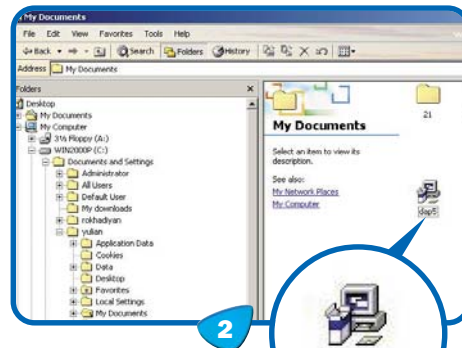 My Documents
File Edit View Favorites Tools Help
Back Search Folders History
Address My Documents
Folders
Desktop
My Documents
My Computer
3½ Floppy (A:)
WIN2000P (C:)
Documents and Settings
Administrator
All Users
Default User
My downloads
rokhadiyan
yulian
Application Data
Cookies
Data
Desktop
Favorites
Local Settings
My Documents
My Documents
Select an item to view its
description.
See also:
My Network Places
My Computer
21
dap5
2